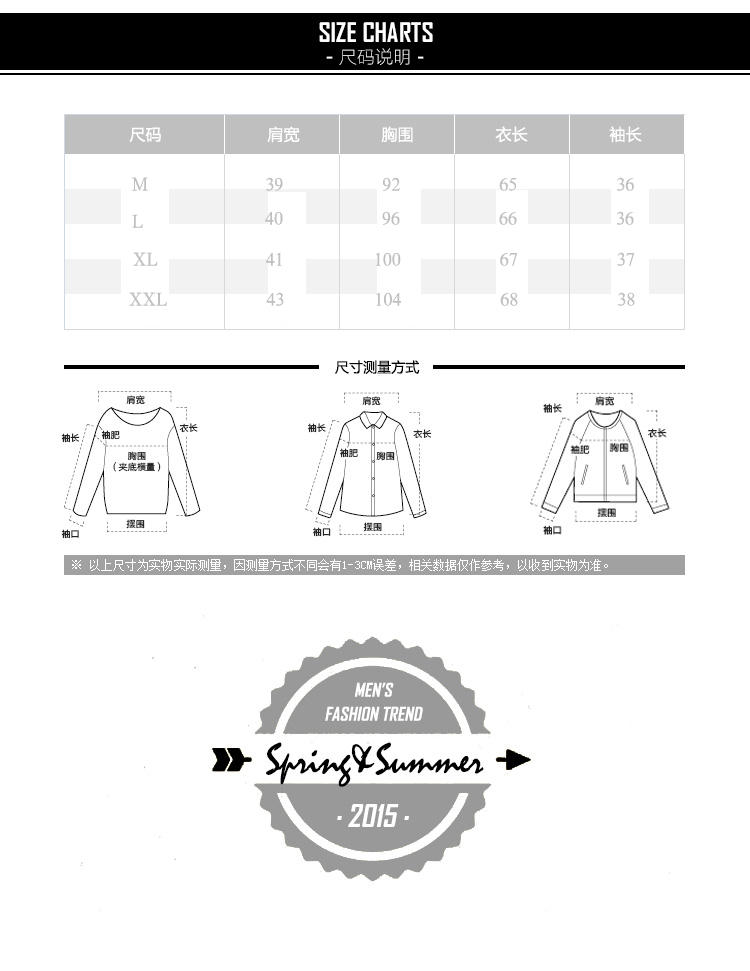 SIZE CHARTS
- 尺码说明 -
尺码 肩宽 胸围 衣长 袖长
M 39 92 65 36
L 40 96 66 36
XL 41 100 67 37
XXL 43 104 68 38
尺寸测量方式
肩宽
袖长
袖肥
衣长
胸围
(夹底横量)
摆围
袖口
肩宽
袖长
衣长
袖肥
胸围
袖口
摆围
肩宽
袖长
衣长
袖肥
胸围
摆围
袖口
※ 以上尺寸为实物实际测量，因测量方式不同会有1-3CM误差，相关数据仅作参考，以收到实物为准。
MEN'S
FASHION TREND
Spring&Summer
· 2015 ·